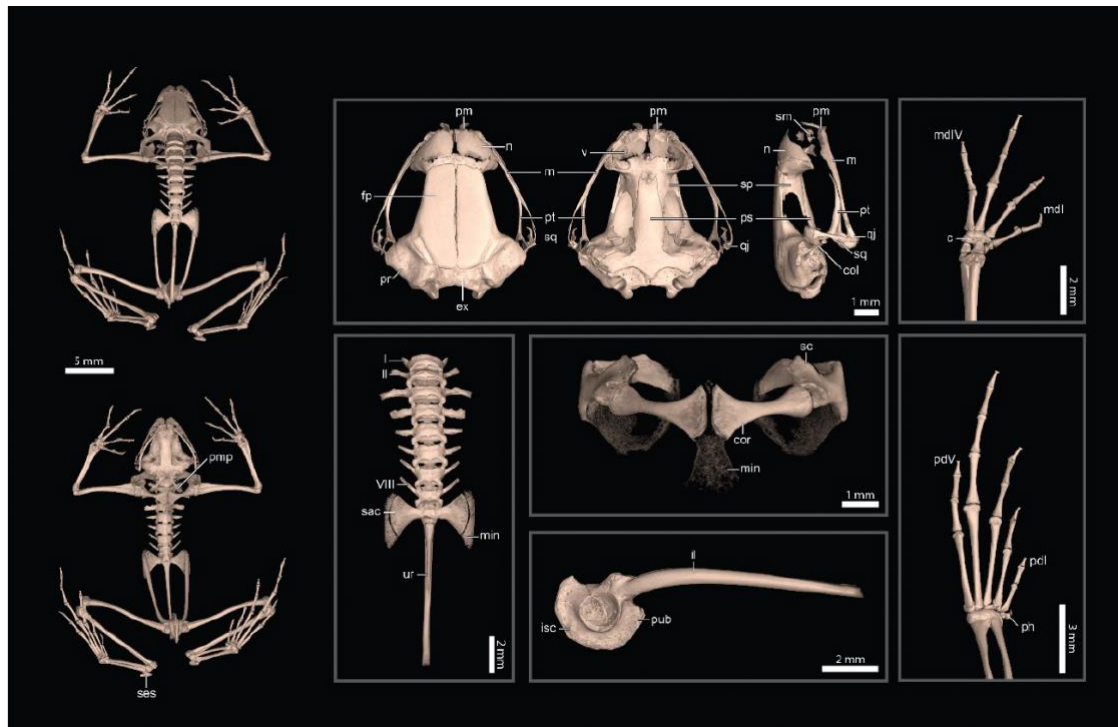 5 mm
pmp
ses
pm
n
m
fp
pt
sq
pr
ex
pm
v
sp
ps
qj
sm
pm
n
m
pt
qj
sq
col
1 mm
mdIV
mdI
c
2 mm
I
II
VIII
sac
min
ur
2 mm
sc
cor
min
1 mm
il
isc
pub
2 mm
pdV
pdI
ph
3 mm